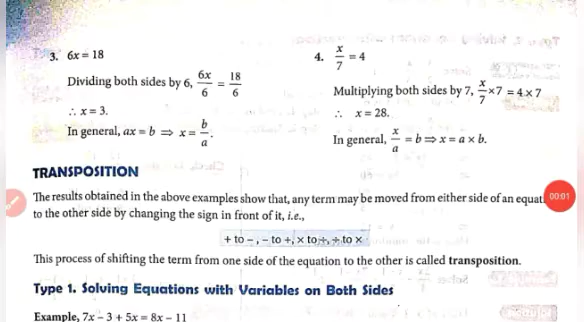 3. 6x = 18
Dividing both sides by 6, 6x/6 = 18/6
∴ x = 3.
In general, ax = b ⇒ x = b/a.
4. x/7 = 4
Multiplying both sides by 7, x/7 × 7 = 4 × 7
∴ x = 28.
In general, x/a = b ⇒ x = a × b.
TRANSPOSITION
The results obtained in the above examples show that, any term may be moved from either side of an equat
to the other side by changing the sign in front of it, i.e.,
+ to −, − to +, × to ÷, ÷ to ×
This process of shifting the term from one side of the equation to the other is called transposition.
Type 1. Solving Equations with Variables on Both Sides
Example, 7x − 3 + 5x = 8x − 11
00:01